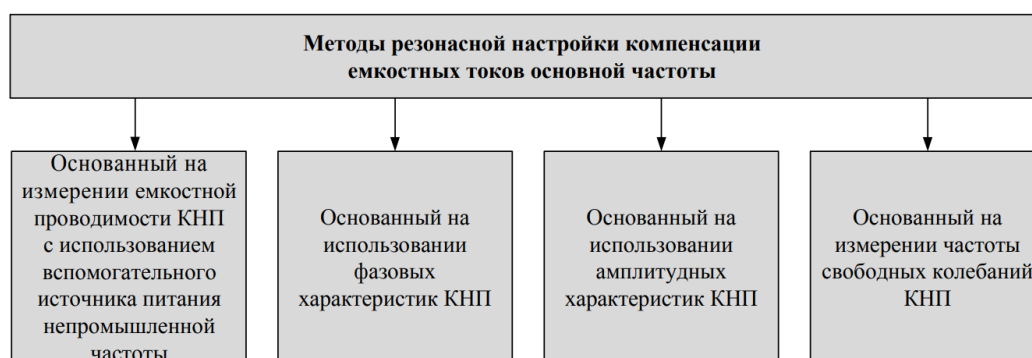 Методы резонасной настройки компенсации
емкостных токов основной частоты
Основанный на
измерении емкостной
проводимости КНП
с использованием
вспомогательного
источника питания
непромышленной
частоты
Основанный на
использовании
фазовых
характеристик КНП
Основанный на
использовании
амплитудных
характеристик КНП
Основанный на
измерении частоты
свободных колебаний
КНП